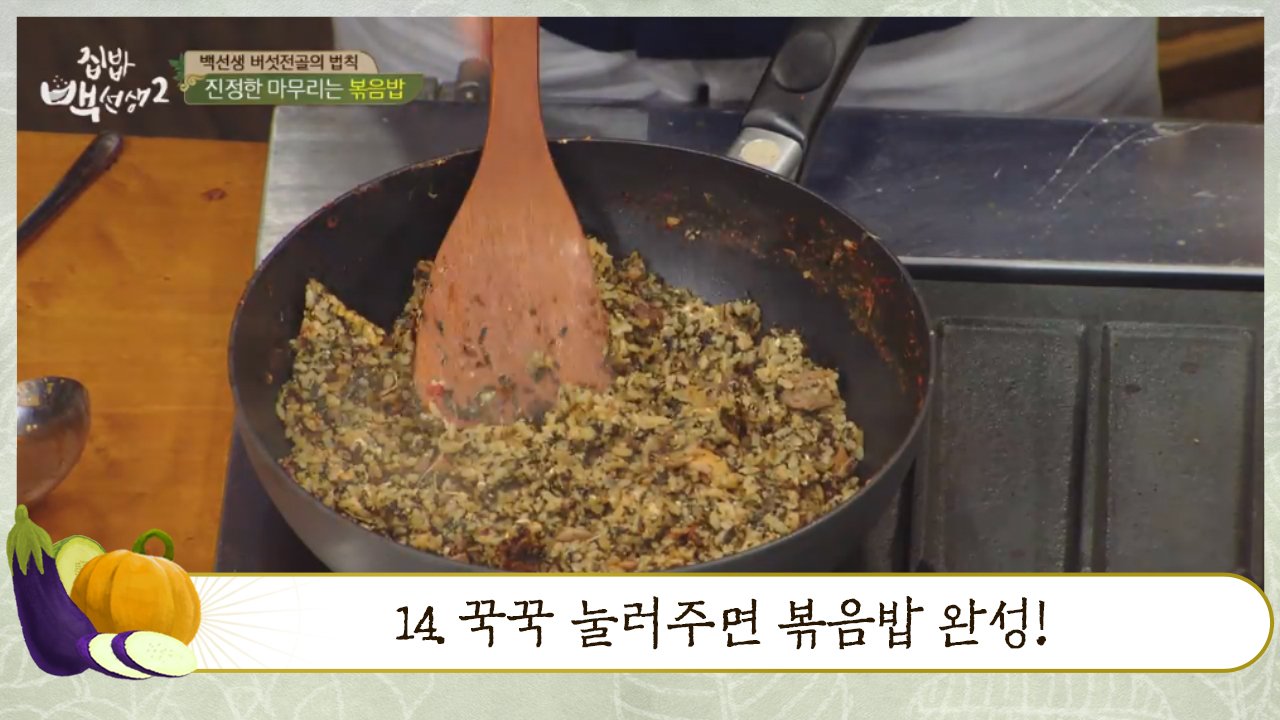 집밥
백선생2
백선생 버섯전골의 법칙
진정한 마무리는 볶음밥
14. 꾹꾹 눌러주면 볶음밥 완성!